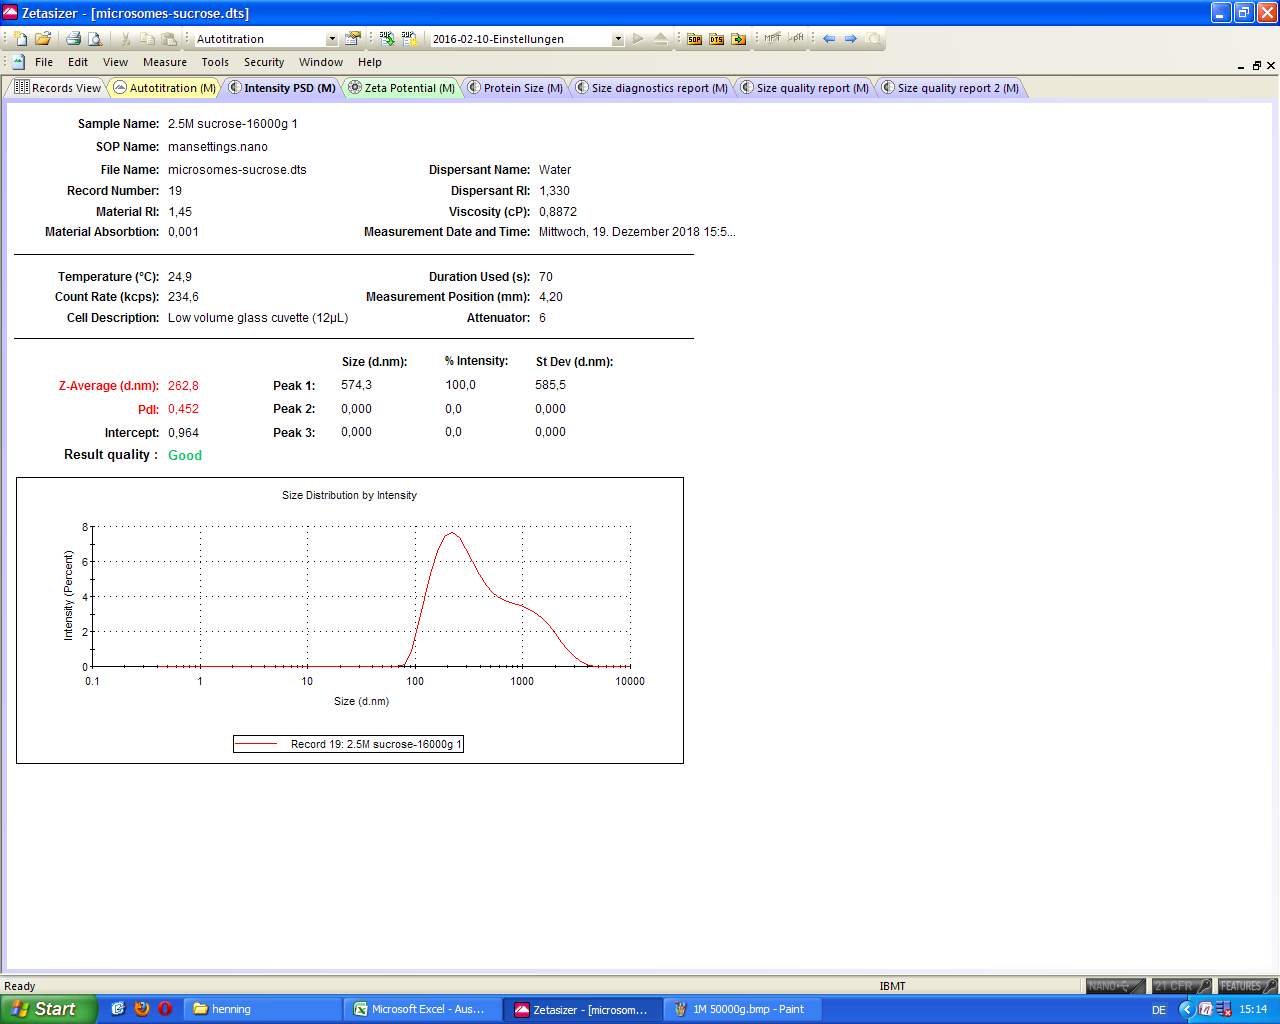 Zetasizer - [microsomes-sucrose.dts]
Autotitration 2016-02-10-Einstellungen
File Edit View Measure Tools Security Window Help
Records View Autotitration (M) Intensity PSD (M) Zeta Potential (M) Protein Size (M) Size diagnostics report (M) Size quality report (M) Size quality report 2 (M)
Sample Name: 2.5M sucrose-16000g 1
SOP Name: mansettings.nano
File Name: microsomes-sucrose.dts Dispersant Name: Water
Record Number: 19 Dispersant RI: 1,330
Material RI: 1,45 Viscosity (cP): 0,8872
Material Absorbtion: 0,001 Measurement Date and Time: Mittwoch, 19. Dezember 2018 15:5...
Temperature (°C): 24,9 Duration Used (s): 70
Count Rate (kcps): 234,6 Measurement Position (mm): 4,20
Cell Description: Low volume glass cuvette (12µL) Attenuator: 6
Size (d.nm): % Intensity: St Dev (d.nm):
Z-Average (d.nm): 262,8 Peak 1: 574,3 100,0 585,5
PdI: 0,452 Peak 2: 0,000 0,0 0,000
Intercept: 0,964 Peak 3: 0,000 0,0 0,000
Result quality : Good
Size Distribution by Intensity
8
6
4
2
0
Intensity (Percent)
0.1 1 10 100 1000 10000
Size (d.nm)
Record 19: 2.5M sucrose-16000g 1
Ready IBMT NANO 21 CFR FEATURES
Start henning Microsoft Excel - Aus... Zetasizer - [microsom... 1M 50000g.bmp - Paint DE 15:14